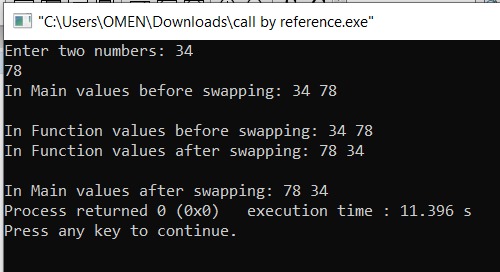 "C:\Users\OMEN\Downloads\call by reference.exe"
Enter two numbers: 34
78
In Main values before swapping: 34 78
In Function values before swapping: 34 78
In Function values after swapping: 78 34
In Main values after swapping: 78 34
Process returned 0 (0x0)   execution time : 11.396 s
Press any key to continue.